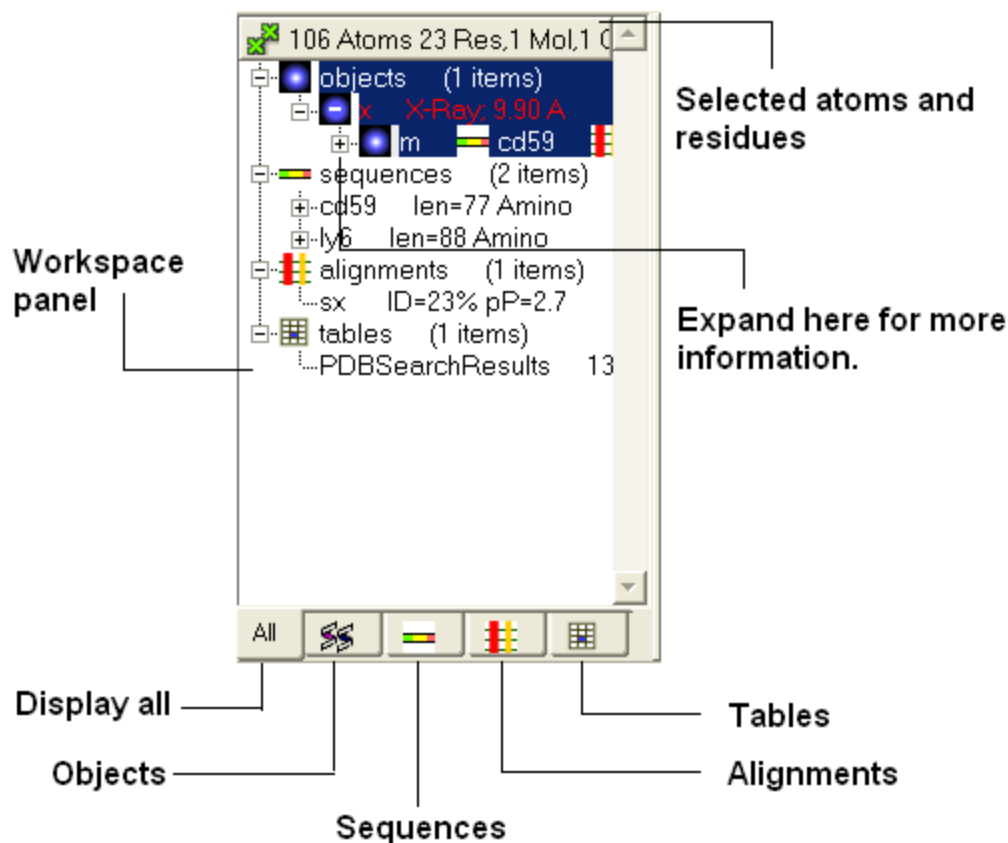 106 Atoms 23 Res,1 Mol,1
objects (1 items)
x X-Ray; 9.90 A
m cd59
sequences (2 items)
cd59 len=77 Amino
ly6 len=88 Amino
alignments (1 items)
sx ID=23% pP=2.7
tables (1 items)
PDBSearchResults 13
All
Selected atoms and
residues
Workspace
panel
Expand here for more
information.
Display all
Objects
Sequences
Alignments
Tables